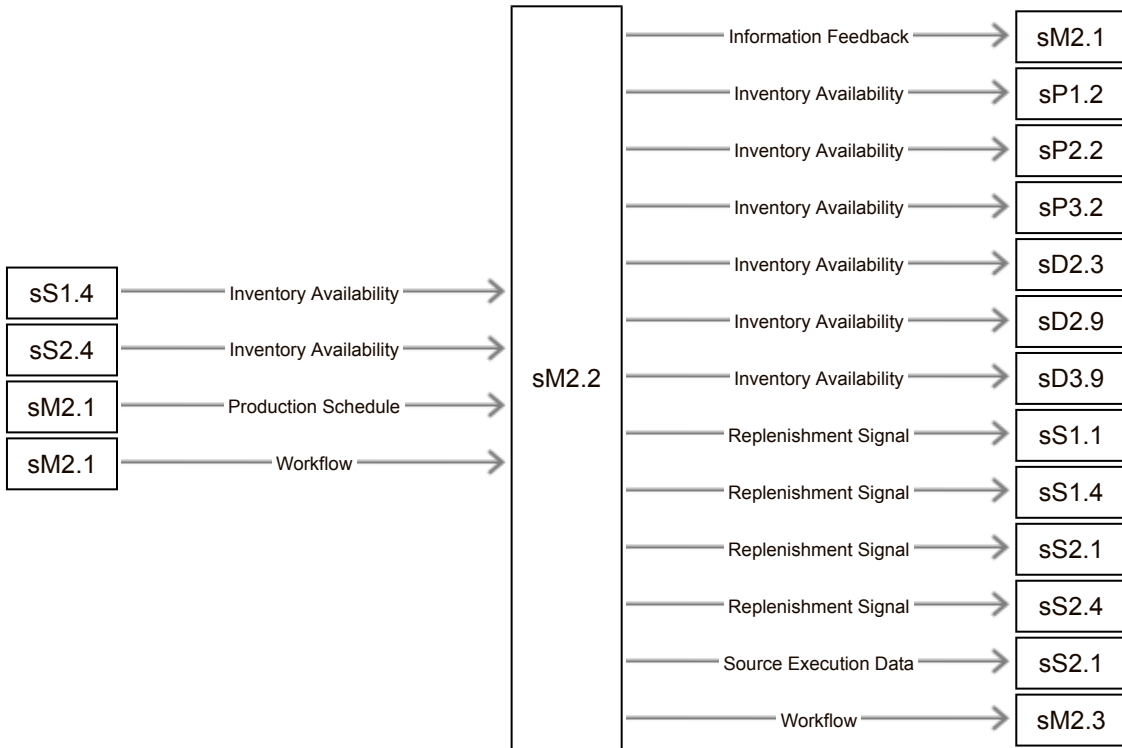 sS1.4
Inventory Availability
sS2.4
Inventory Availability
sM2.1
Production Schedule
sM2.1
Workflow
sM2.2
Information Feedback
sM2.1
Inventory Availability
sP1.2
Inventory Availability
sP2.2
Inventory Availability
sP3.2
Inventory Availability
sD2.3
Inventory Availability
sD2.9
Inventory Availability
sD3.9
Replenishment Signal
sS1.1
Replenishment Signal
sS1.4
Replenishment Signal
sS2.1
Replenishment Signal
sS2.4
Source Execution Data
sS2.1
Workflow
sM2.3